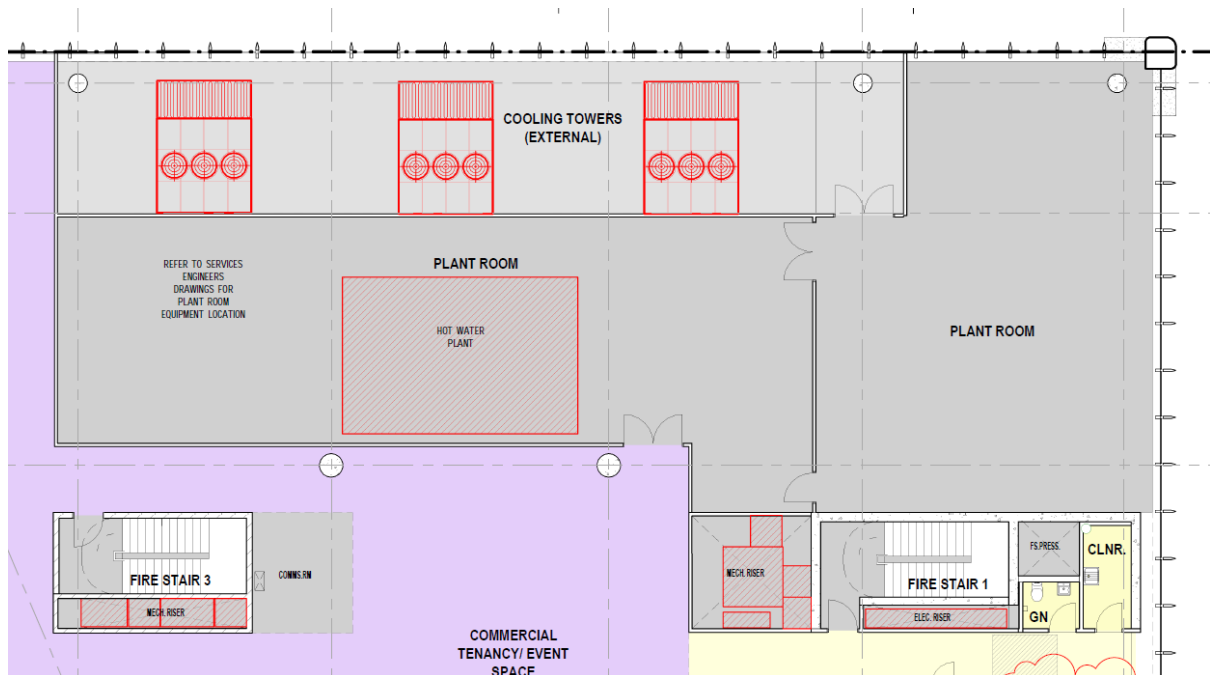 COOLING TOWERS
(EXTERNAL)
REFER TO SERVICES
ENGINEERS
DRAWINGS FOR
PLANT ROOM
EQUIPMENT LOCATION
PLANT ROOM
HOT WATER
PLANT
PLANT ROOM
FIRE STAIR 3
MECH. RISER
COMMS.RM
MECH. RISER
FIRE STAIR 1
ELEC. RISER
FS.PRESS.
CLNR.
GN
COMMERCIAL
TENANCY/ EVENT
SPACE